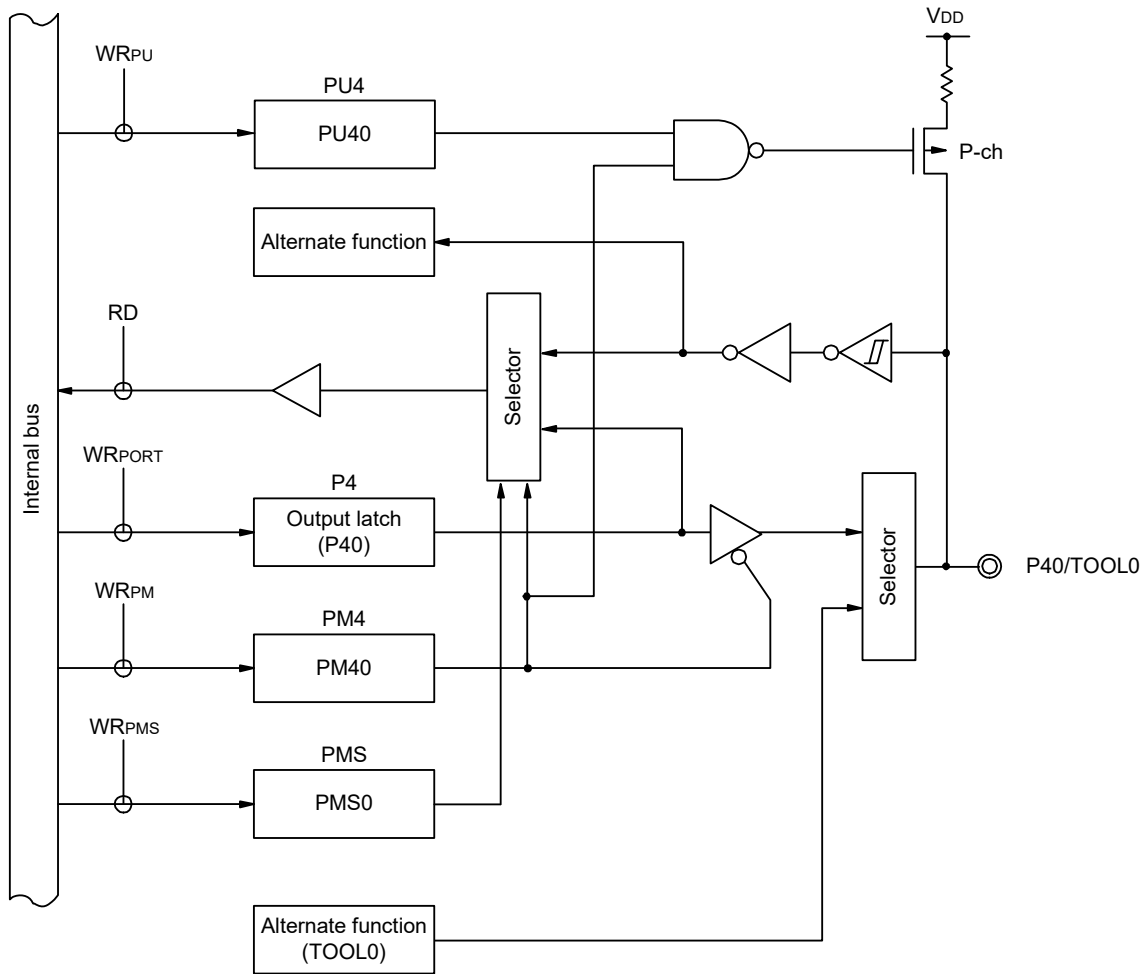 VDD
WRPU
PU4
PU40
P-ch
Alternate function
RD
Selector
Internal bus
WRPORT
P4
Output latch
(P40)
Selector
P40/TOOL0
WRPM
PM4
PM40
WRPMS
PMS
PMS0
Alternate function
(TOOL0)